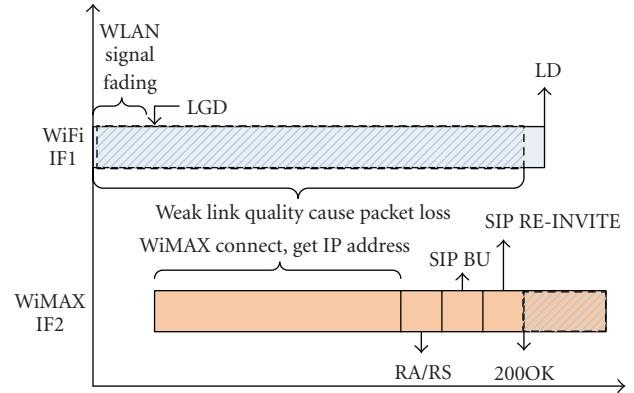 WLAN
signal
fading
LGD
LD
WiFi
IF1
Weak link quality cause packet loss
SIP RE-INVITE
WiMAX connect, get IP address
SIP BU
WiMAX
IF2
RA/RS
200OK